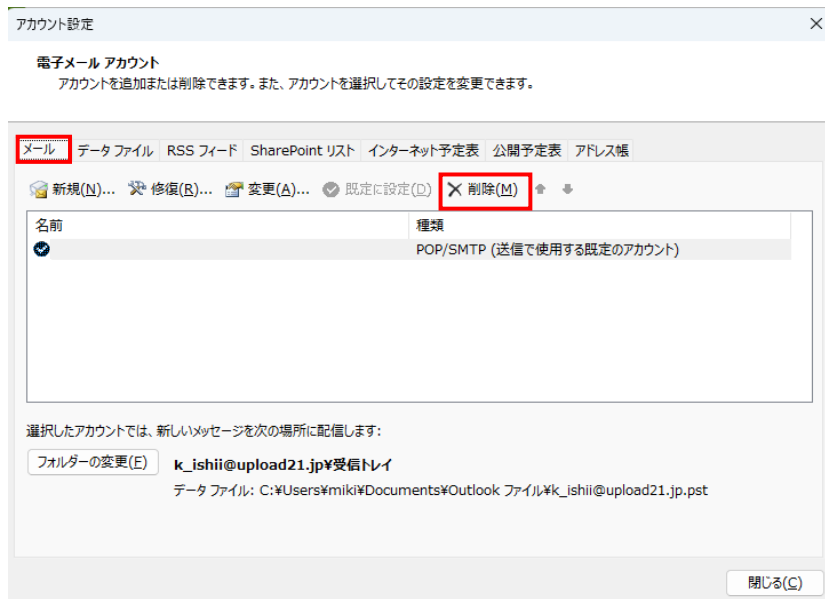 アカウント設定
電子メール アカウント
アカウントを追加または削除できます。また、アカウントを選択してその設定を変更できます。
メール データ ファイル RSS フィード SharePoint リスト インターネット予定表 公開予定表 アドレス帳
新規(N)... 修復(R)... 変更(A)... 既定に設定(D) 削除(M)
名前 種類
POP/SMTP (送信で使用する既定のアカウント)
選択したアカウントでは、新しいメッセージを次の場所に配信します:
フォルダーの変更(F) k_ishii@upload21.jp¥受信トレイ
データ ファイル: C:¥Users¥miki¥Documents¥Outlook ファイル¥k_ishii@upload21.jp.pst
閉じる(C)